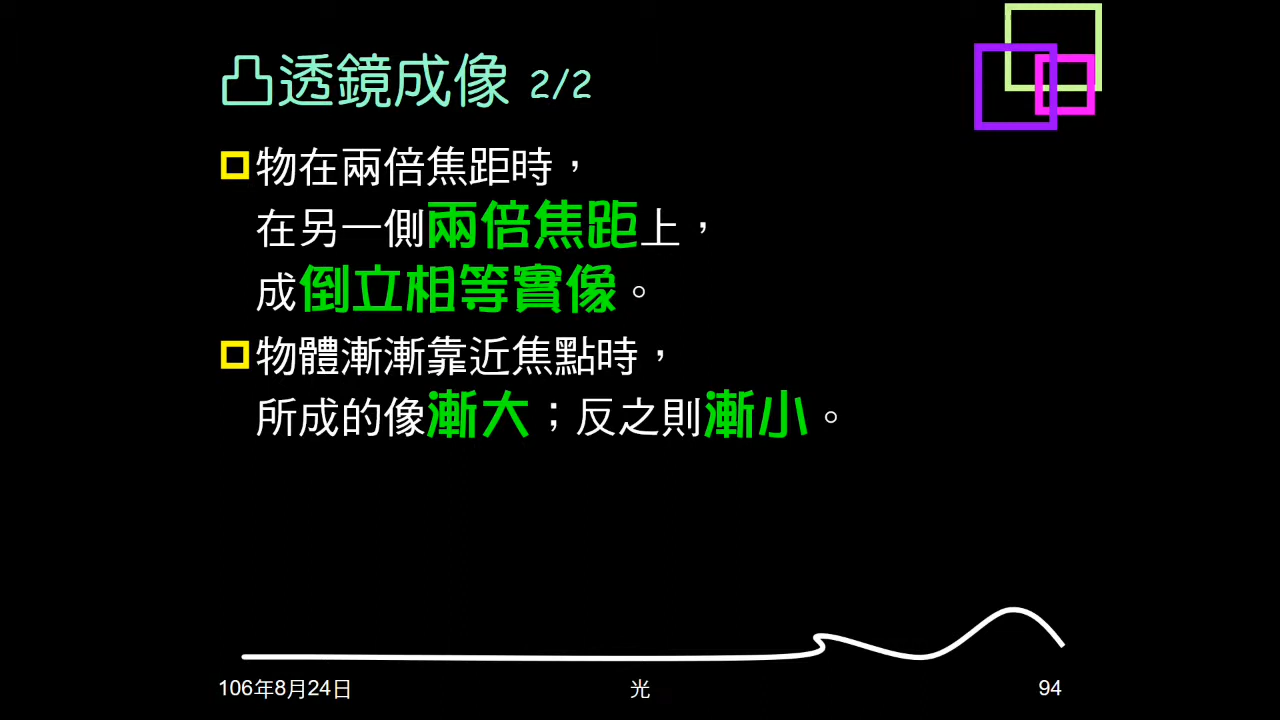 凸透鏡成像 2/2
物在兩倍焦距時，
在另一側兩倍焦距上，
成倒立相等實像。
物體漸漸靠近焦點時，
所成的像漸大；反之則漸小。
106年8月24日
光
94